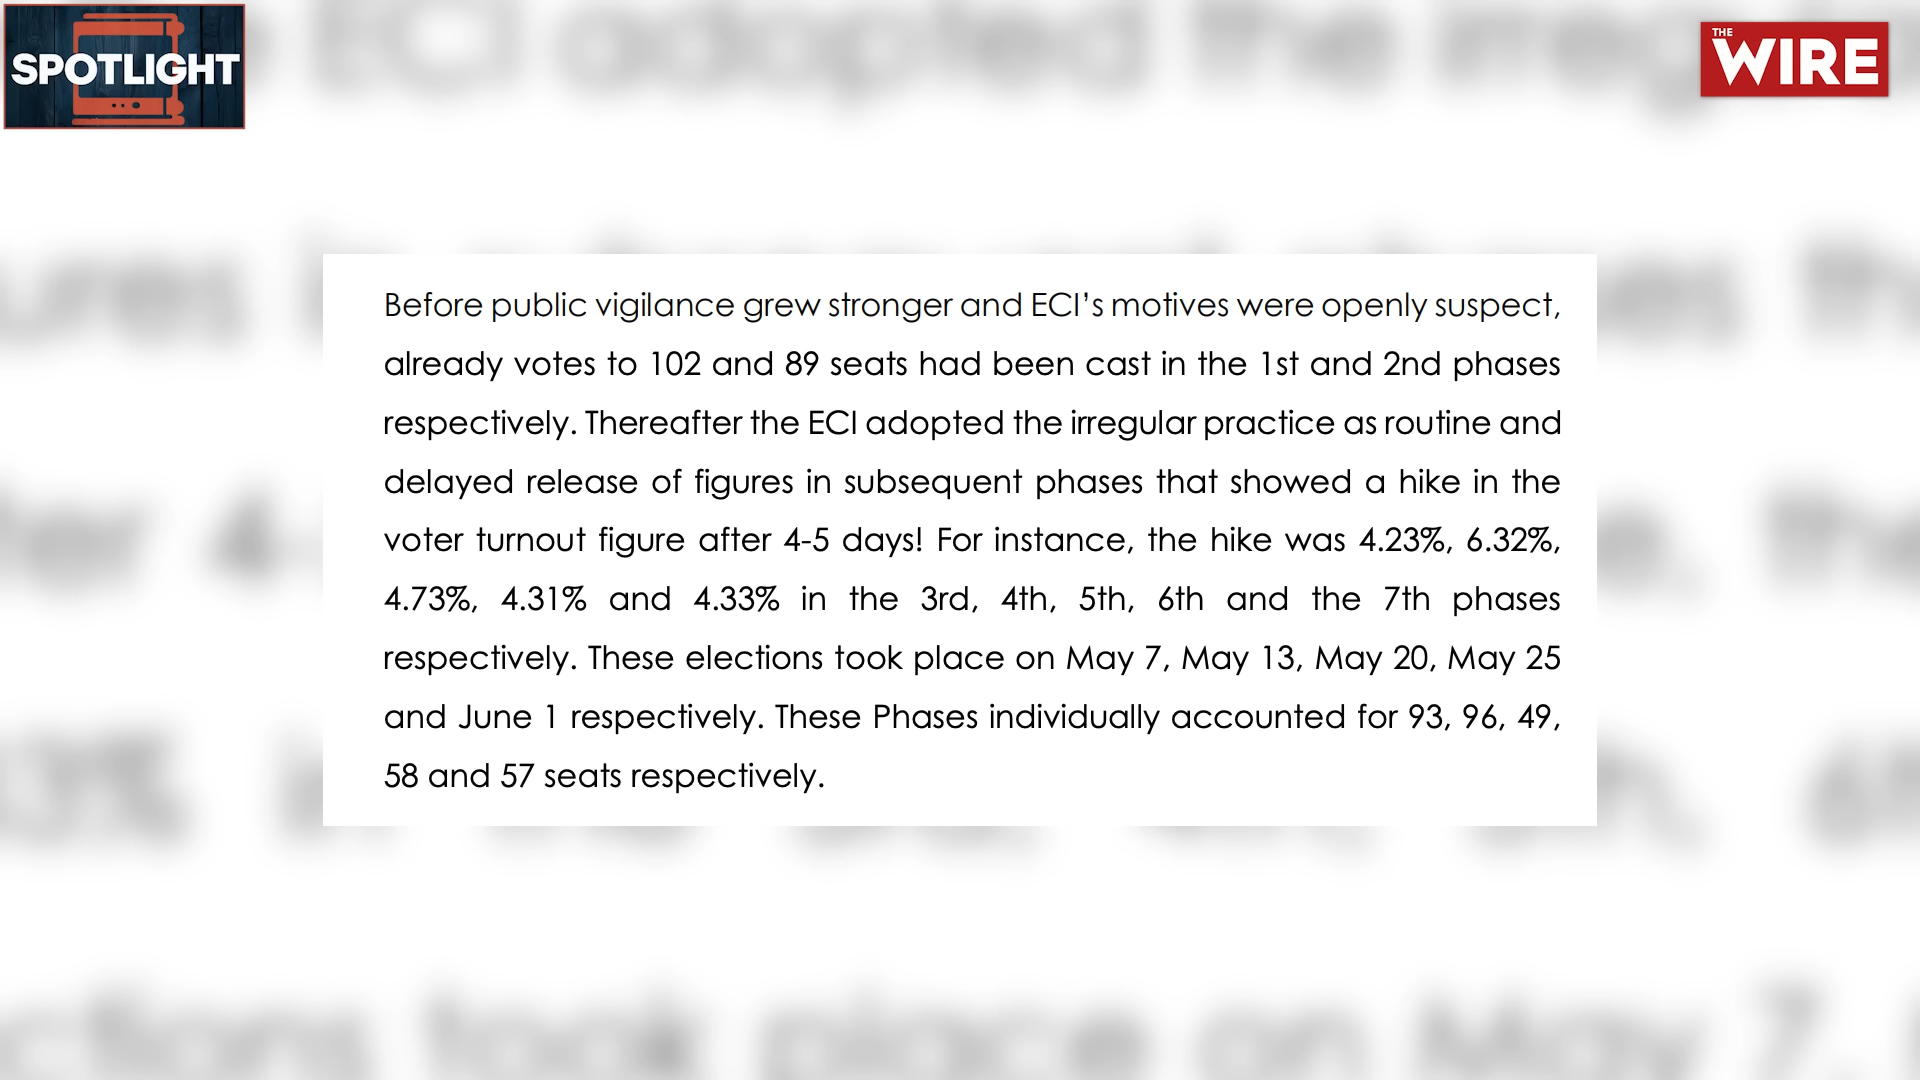 SPOTLIGHT
THE
WIRE
Before public vigilance grew stronger and ECI’s motives were openly suspect,
already votes to 102 and 89 seats had been cast in the 1st and 2nd phases
respectively. Thereafter the ECI adopted the irregular practice as routine and
delayed release of figures in subsequent phases that showed a hike in the
voter turnout figure after 4-5 days! For instance, the hike was 4.23%, 6.32%,
4.73%, 4.31% and 4.33% in the 3rd, 4th, 5th, 6th and the 7th phases
respectively. These elections took place on May 7, May 13, May 20, May 25
and June 1 respectively. These Phases individually accounted for 93, 96, 49,
58 and 57 seats respectively.